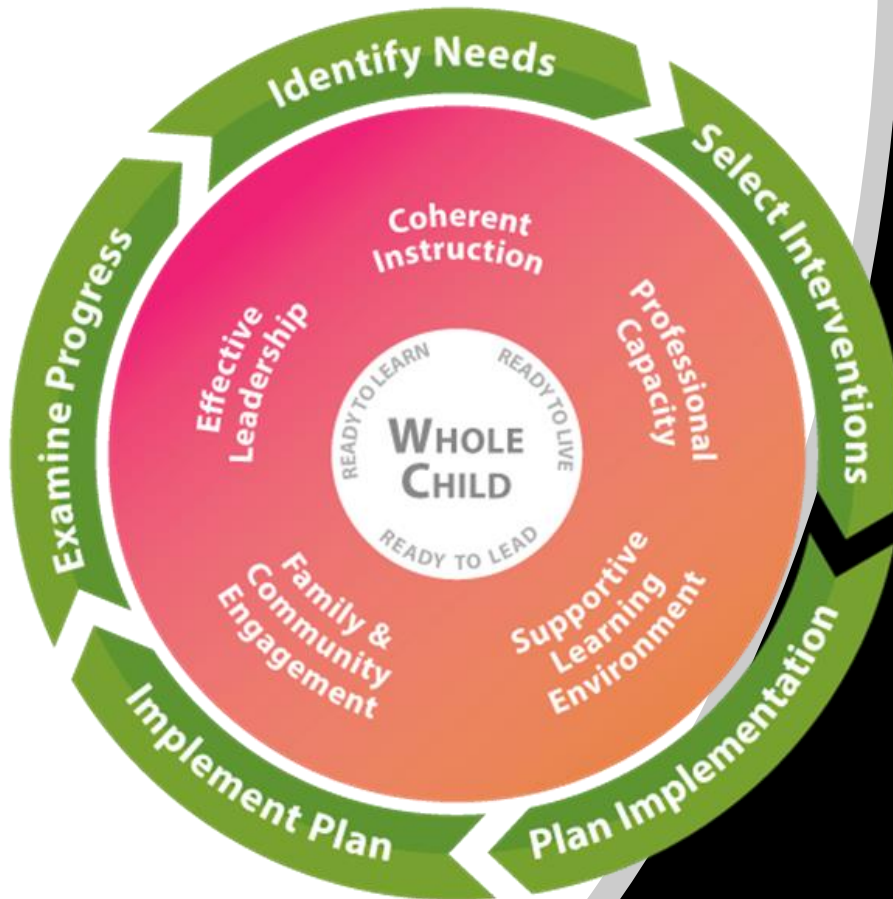 Identify Needs
Select Interventions
Plan Implementation
Implement Plan
Examine Progress
Coherent
Instruction
Professional
Capacity
Supportive
Learning
Environment
Family &
Community
Engagement
Effective
Leadership
READY TO LEARN
READY TO LIVE
READY TO LEAD
WHOLE
CHILD